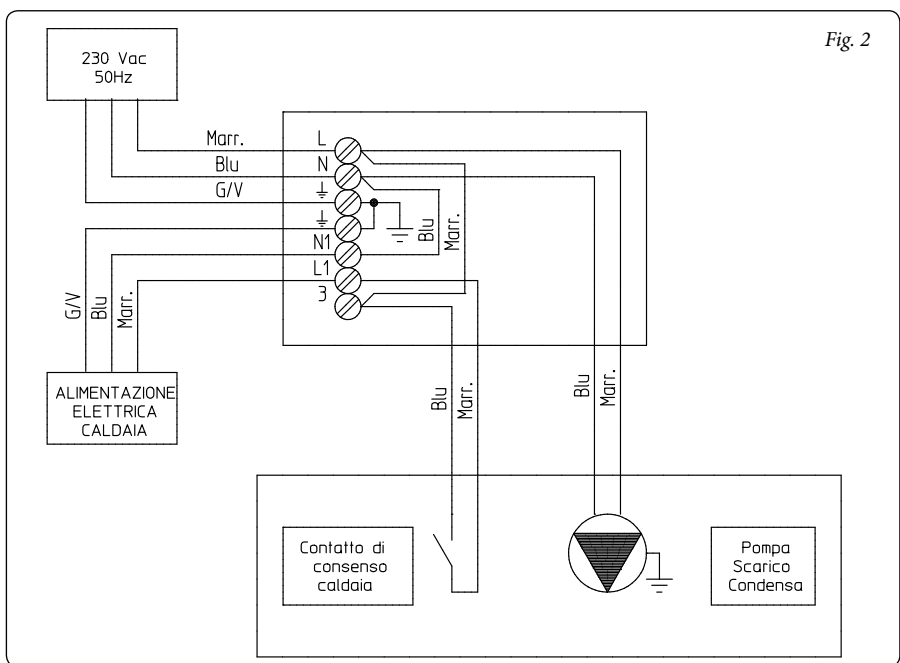 Fig. 2
230 Vac
50Hz
Marr.
L
Blu
N
G/V
⏚
⏚
N1
L1
3
Blu
Marr.
G/V
Blu
Marr.
ALIMENTAZIONE
ELETTRICA
CALDAIA
Blu
Marr.
Blu
Marr.
Contatto di
consenso
caldaia
Pompa
Scarico
Condensa